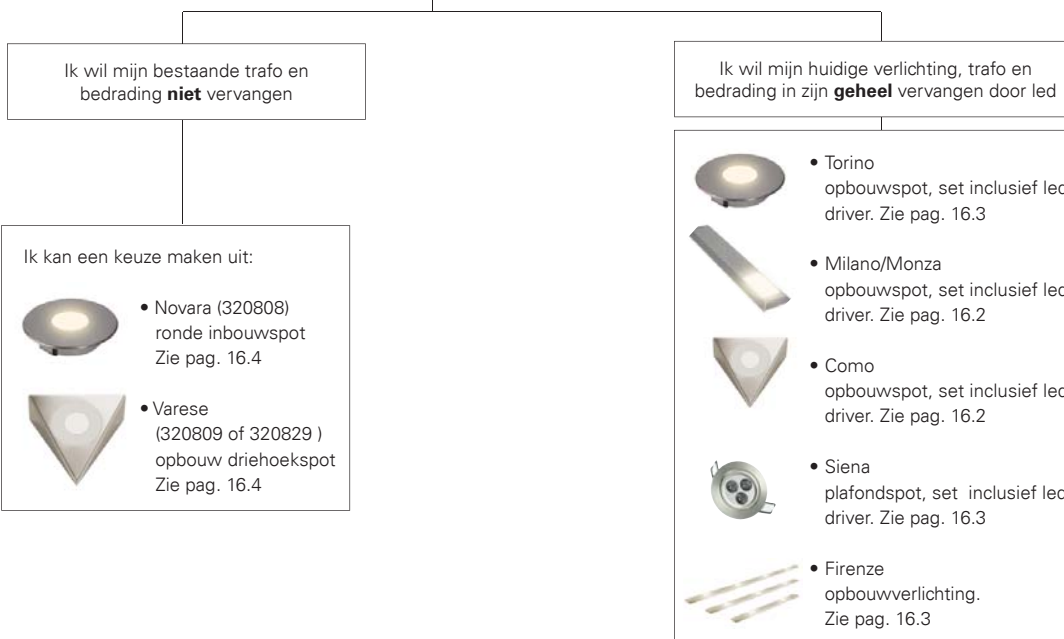 Ik wil mijn bestaande trafo en
bedrading niet vervangen
Ik kan een keuze maken uit:
• Novara (320808)
ronde inbouwspot
Zie pag. 16.4
• Varese
(320809 of 320829 )
opbouw driehoekspot
Zie pag. 16.4
Ik wil mijn huidige verlichting, trafo en
bedrading in zijn geheel vervangen door led
• Torino
opbouwspot, set inclusief led
driver. Zie pag. 16.3
• Milano/Monza
opbouwspot, set inclusief led
driver. Zie pag. 16.2
• Como
opbouwspot, set inclusief led
driver. Zie pag. 16.2
• Siena
plafondspot, set inclusief led
driver. Zie pag. 16.3
• Firenze
opbouwverlichting.
Zie pag. 16.3